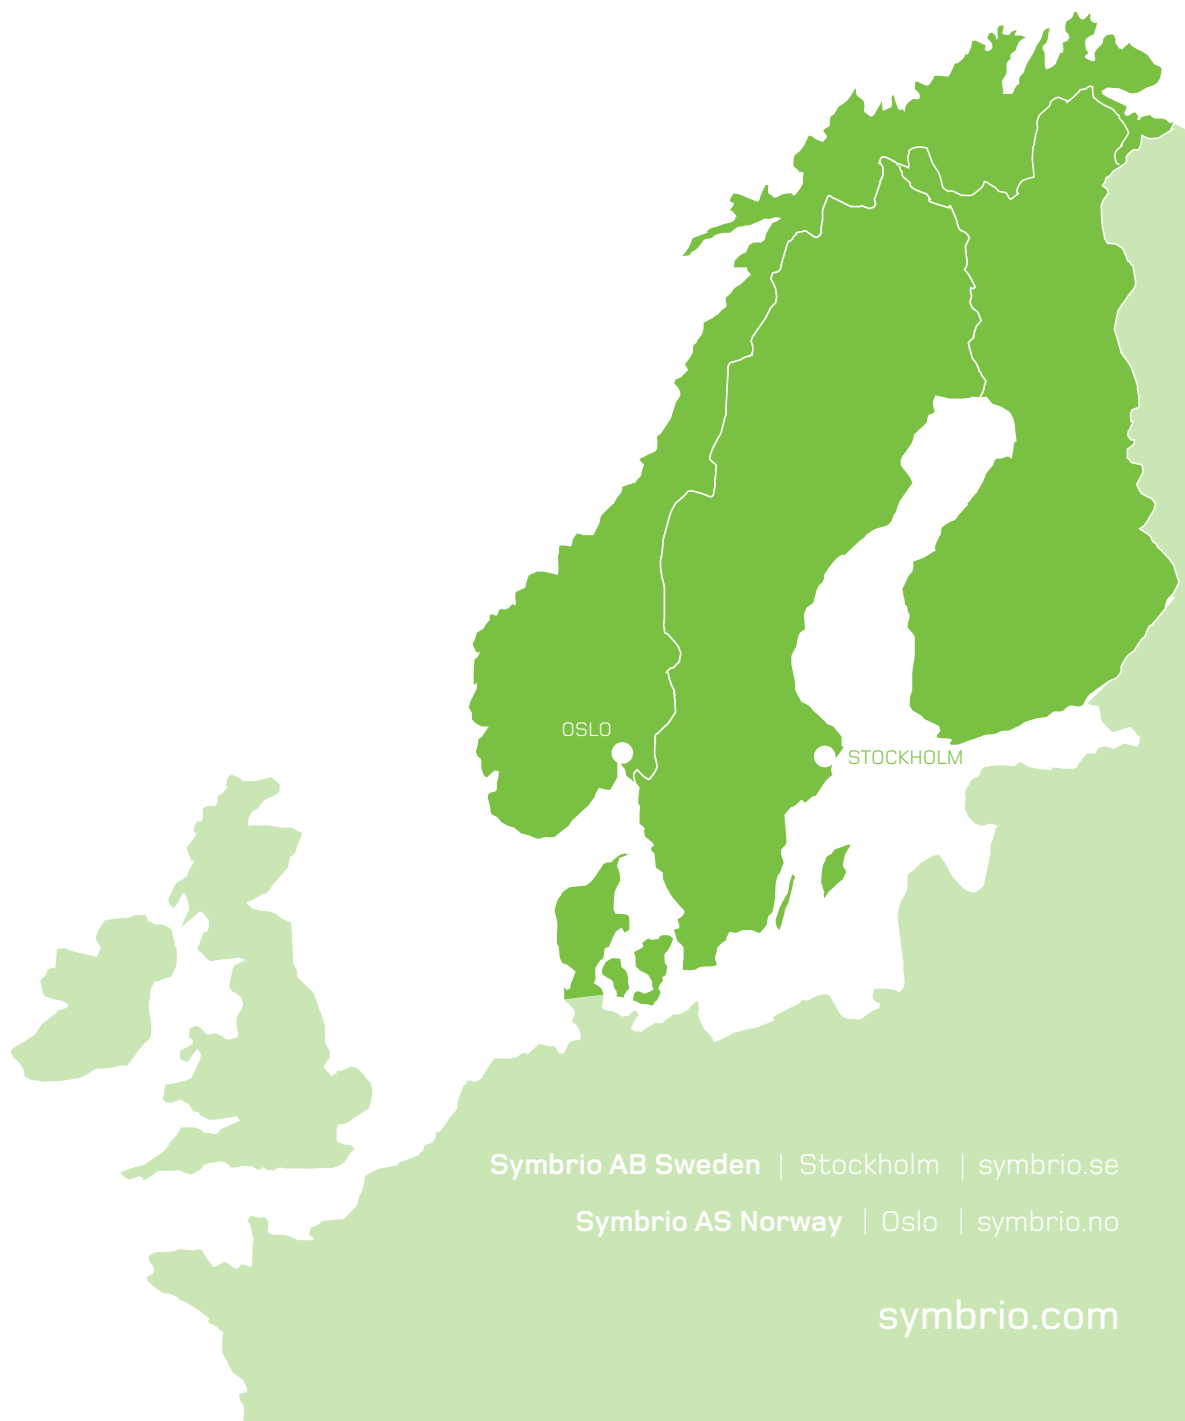 OSLO
STOCKHOLM
Symbrio AB Sweden | Stockholm | symbrio.se
Symbrio AS Norway | Oslo | symbrio.no
symbrio.com